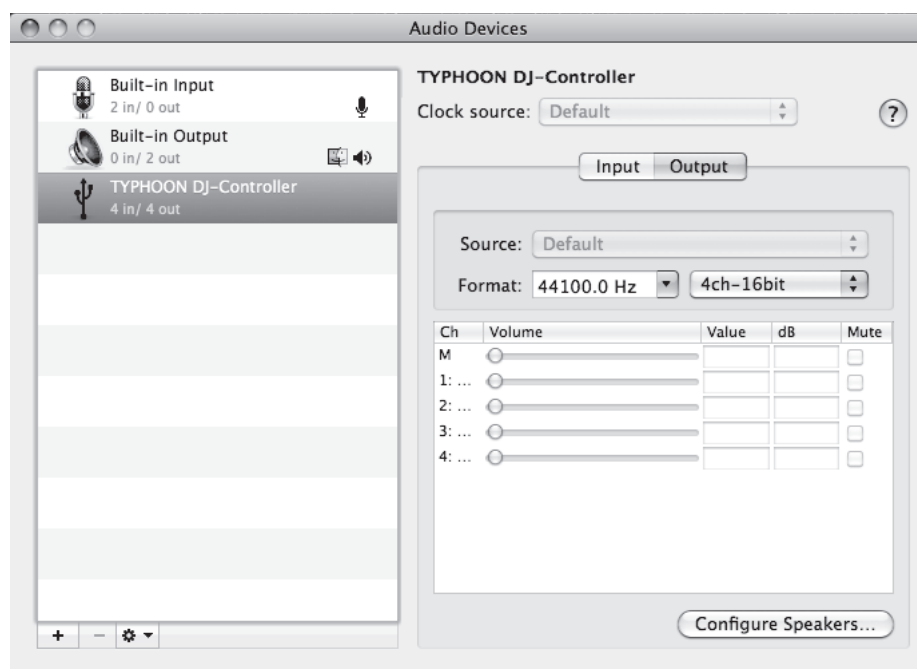 Audio Devices
Built-in Input
2 in/ 0 out
Built-in Output
0 in/ 2 out
TYPHOON DJ-Controller
4 in/ 4 out
TYPHOON DJ-Controller
Clock source: Default
?
Input Output
Source: Default
Format: 44100.0 Hz 4ch-16bit
Ch Volume Value dB Mute
M
1: ...
2: ...
3: ...
4: ...
Configure Speakers...